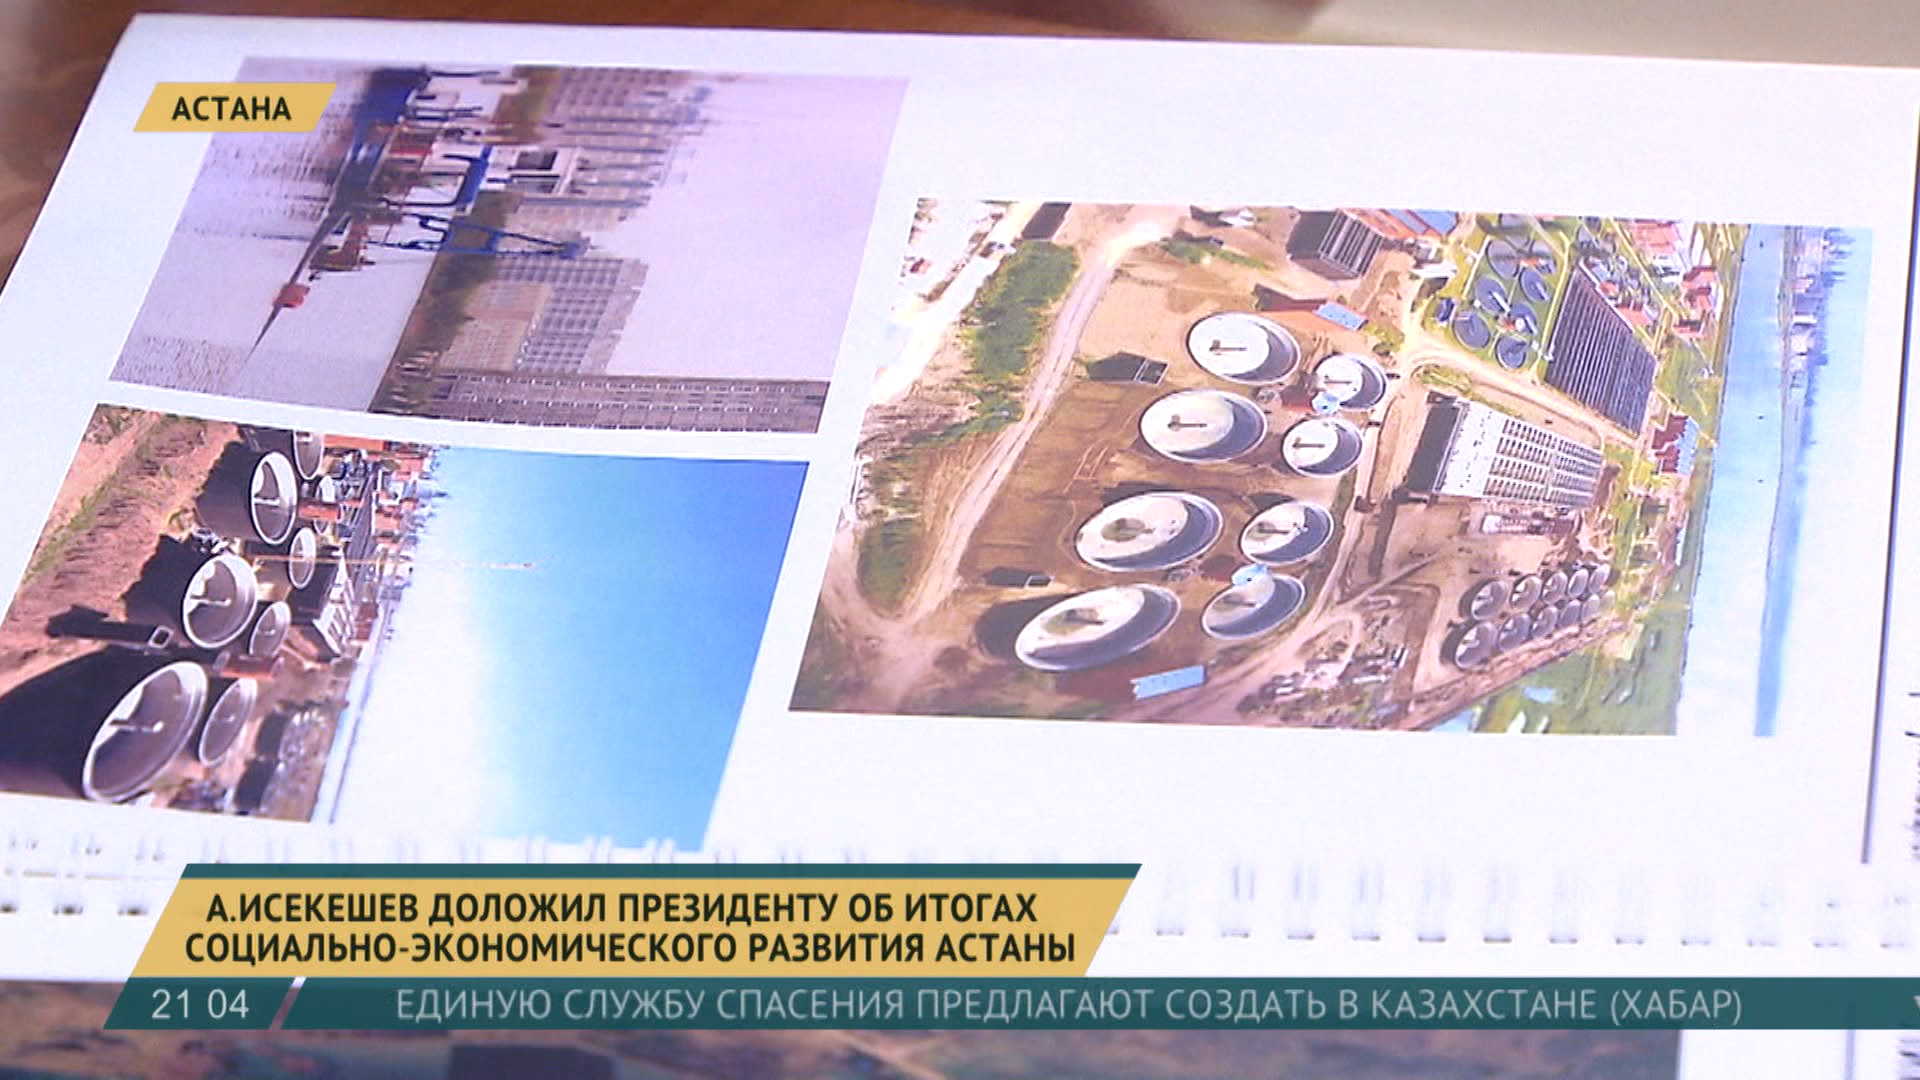 АСТАНА
А.ИСЕКЕШЕВ ДОЛОЖИЛ ПРЕЗИДЕНТУ ОБ ИТОГАХ
СОЦИАЛЬНО-ЭКОНОМИЧЕСКОГО РАЗВИТИЯ АСТАНЫ
21 04
ЕДИНУЮ СЛУЖБУ СПАСЕНИЯ ПРЕДЛАГАЮТ СОЗДАТЬ В КАЗАХСТАНЕ (ХАБАР)